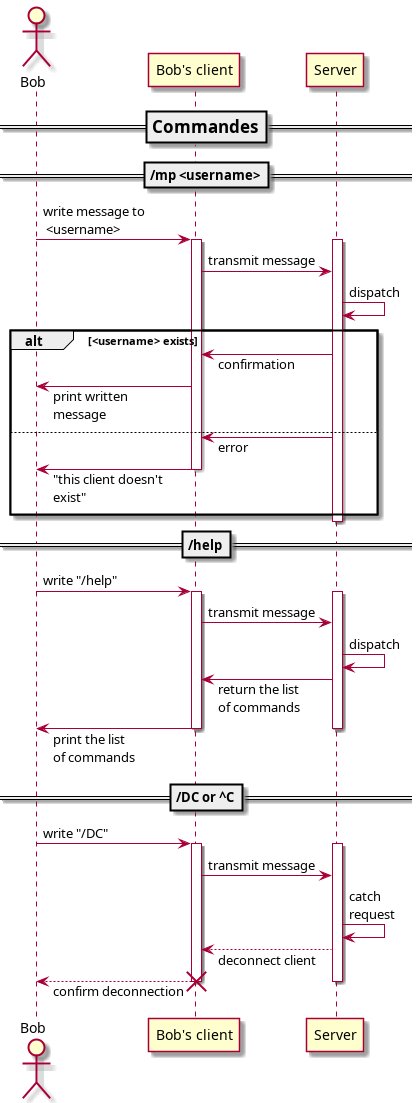 Bob
Bob's client
Server
Commandes
/mp <username>
write message to
<username>
transmit message
dispatch
alt
[<username> exists]
confirmation
print written
message
error
"this client doesn't
exist"
/help
write "/help"
transmit message
dispatch
return the list
of commands
print the list
of commands
/DC or ^C
write "/DC"
transmit message
catch
request
deconnect client
confirm deconnection
Bob
Bob's client
Server